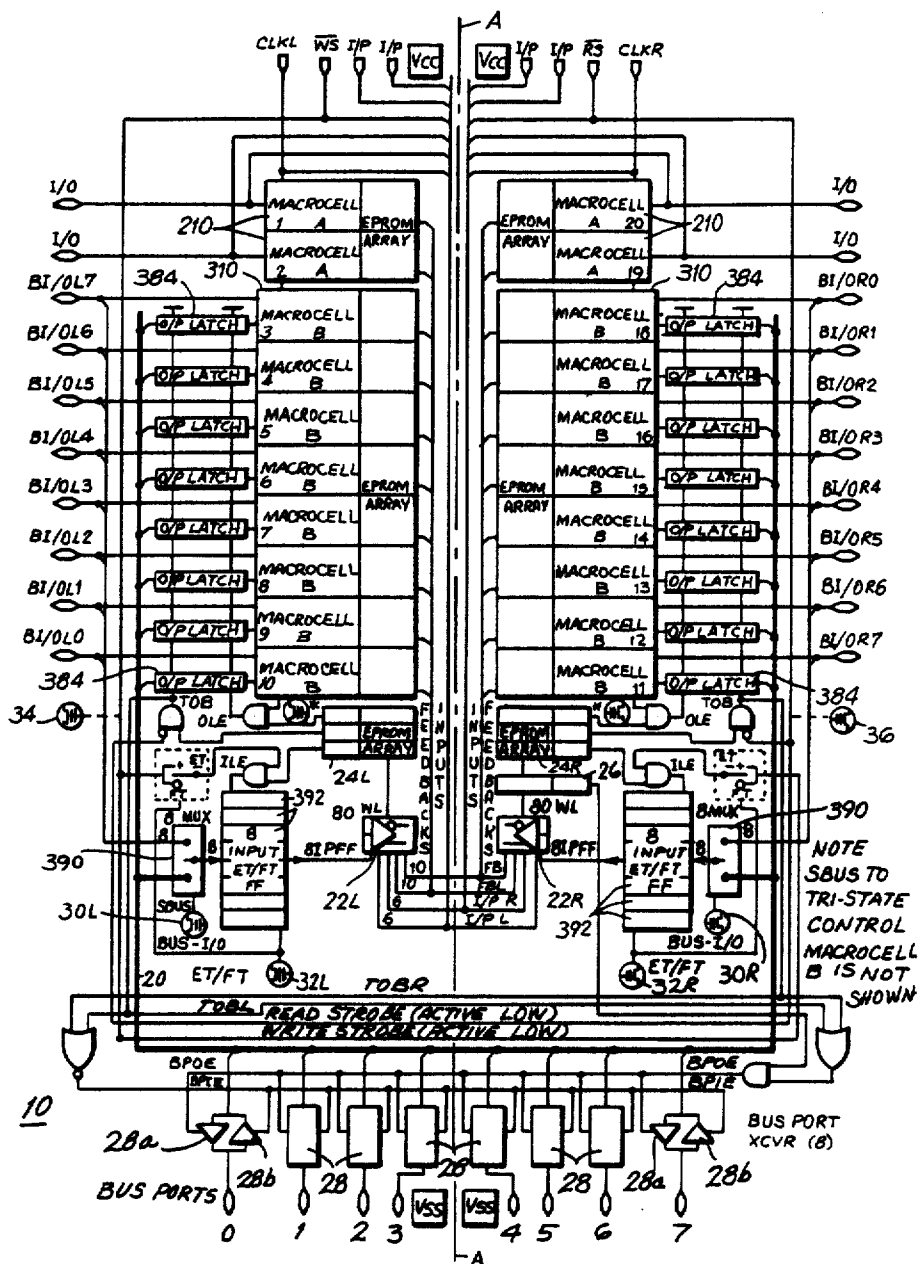 A
CLKL WS I/P I/P VCC VCC I/P I/P RS CLKR
I/O I/O
MACROCELL 1 A EPROM ARRAY MACROCELL A 20
210 210
I/O MACROCELL 2 A MACROCELL A 19 I/O
310 310
BI/OL7 384 384 BI/OR0
O/P LATCH MACROCELL 3 B MACROCELL B 18 O/P LATCH
EPROM ARRAY
BI/OL6 BI/OR1
O/P LATCH MACROCELL 4 B MACROCELL B 17 O/P LATCH
BI/OL5 BI/OR2
O/P LATCH MACROCELL 5 B MACROCELL B 16 O/P LATCH
BI/OL4 BI/OR3
O/P LATCH MACROCELL 6 B EPROM ARRAY EPROM ARRAY MACROCELL B 15 O/P LATCH
BI/OL3 BI/OR4
O/P LATCH MACROCELL 7 B MACROCELL B 14 O/P LATCH
BI/OL2 BI/OR5
O/P LATCH MACROCELL 8 B MACROCELL B 13 O/P LATCH
BI/OL1 BI/OR6
O/P LATCH MACROCELL 9 B MACROCELL B 12 O/P LATCH
BI/OL0 BI/OR7
384 O/P LATCH MACROCELL 10 B MACROCELL B 11 O/P LATCH 384
34 TOB OLE * FEEDBACKS INPUTS INPUTS FEEDBACKS * OLE TOB 36
EPROM ARRAY EPROM ARRAY
ET FT ILE 24L 24R 26 ILE ET FT
392
8 MUX 80 WL 80 WL 8 MUX
390 8 8 8 INPUT ET/FT FF 8IPFF 8IPFF 8 INPUT ET/FT FF 8 8 390
22L 10 10 FB FBL 22R
6 6 I/P R I/P L 392
SBUS
30L BUS-I/O BUS-I/O 30R
NOTE
SBUS TO
TRI-STATE
CONTROL
MACROCELL
B IS NOT
SHOWN
20 ET/FT 32L TOBR ET/FT 32R
TOBL READ STROBE (ACTIVE LOW)
WRITE STROBE (ACTIVE LOW)
BPOE BPOE
BPIE BPIE
10
28a 28b 28 28 28 28a 28b
BUS PORT
XCVR (8)
BUS PORTS 0 1 2 3 VSS VSS 4 5 6 7
A